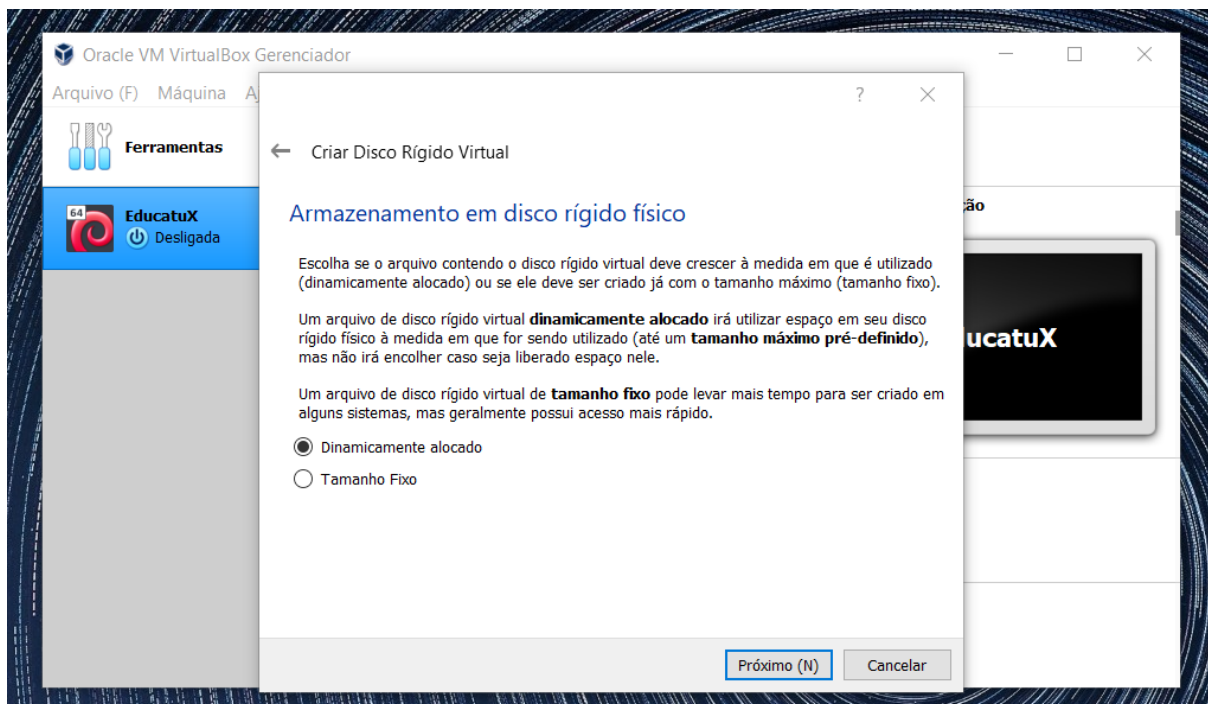 Oracle VM VirtualBox Gerenciador
Arquivo (F) Máquina
?
Ferramentas
Criar Disco Rígido Virtual
64
EducatuX
Desligada
Armazenamento em disco rígido físico
Escolha se o arquivo contendo o disco rígido virtual deve crescer à medida em que é utilizado
(dinamicamente alocado) ou se ele deve ser criado já com o tamanho máximo (tamanho fixo).
Um arquivo de disco rígido virtual dinamicamente alocado irá utilizar espaço em seu disco
rígido físico à medida em que for sendo utilizado (até um tamanho máximo pré-definido),
mas não irá encolher caso seja liberado espaço nele.
Um arquivo de disco rígido virtual de tamanho fixo pode levar mais tempo para ser criado em
alguns sistemas, mas geralmente possui acesso mais rápido.
Dinamicamente alocado
Tamanho Fixo
ção
ucatuX
Próximo (N)
Cancelar